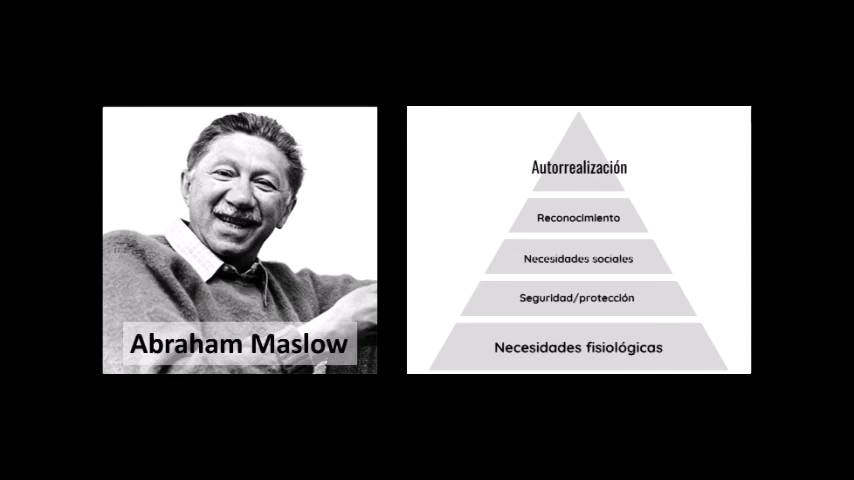 Abraham Maslow
Autorrealización
Reconocimiento
Necesidades sociales
Seguridad/protección
Necesidades fisiológicas